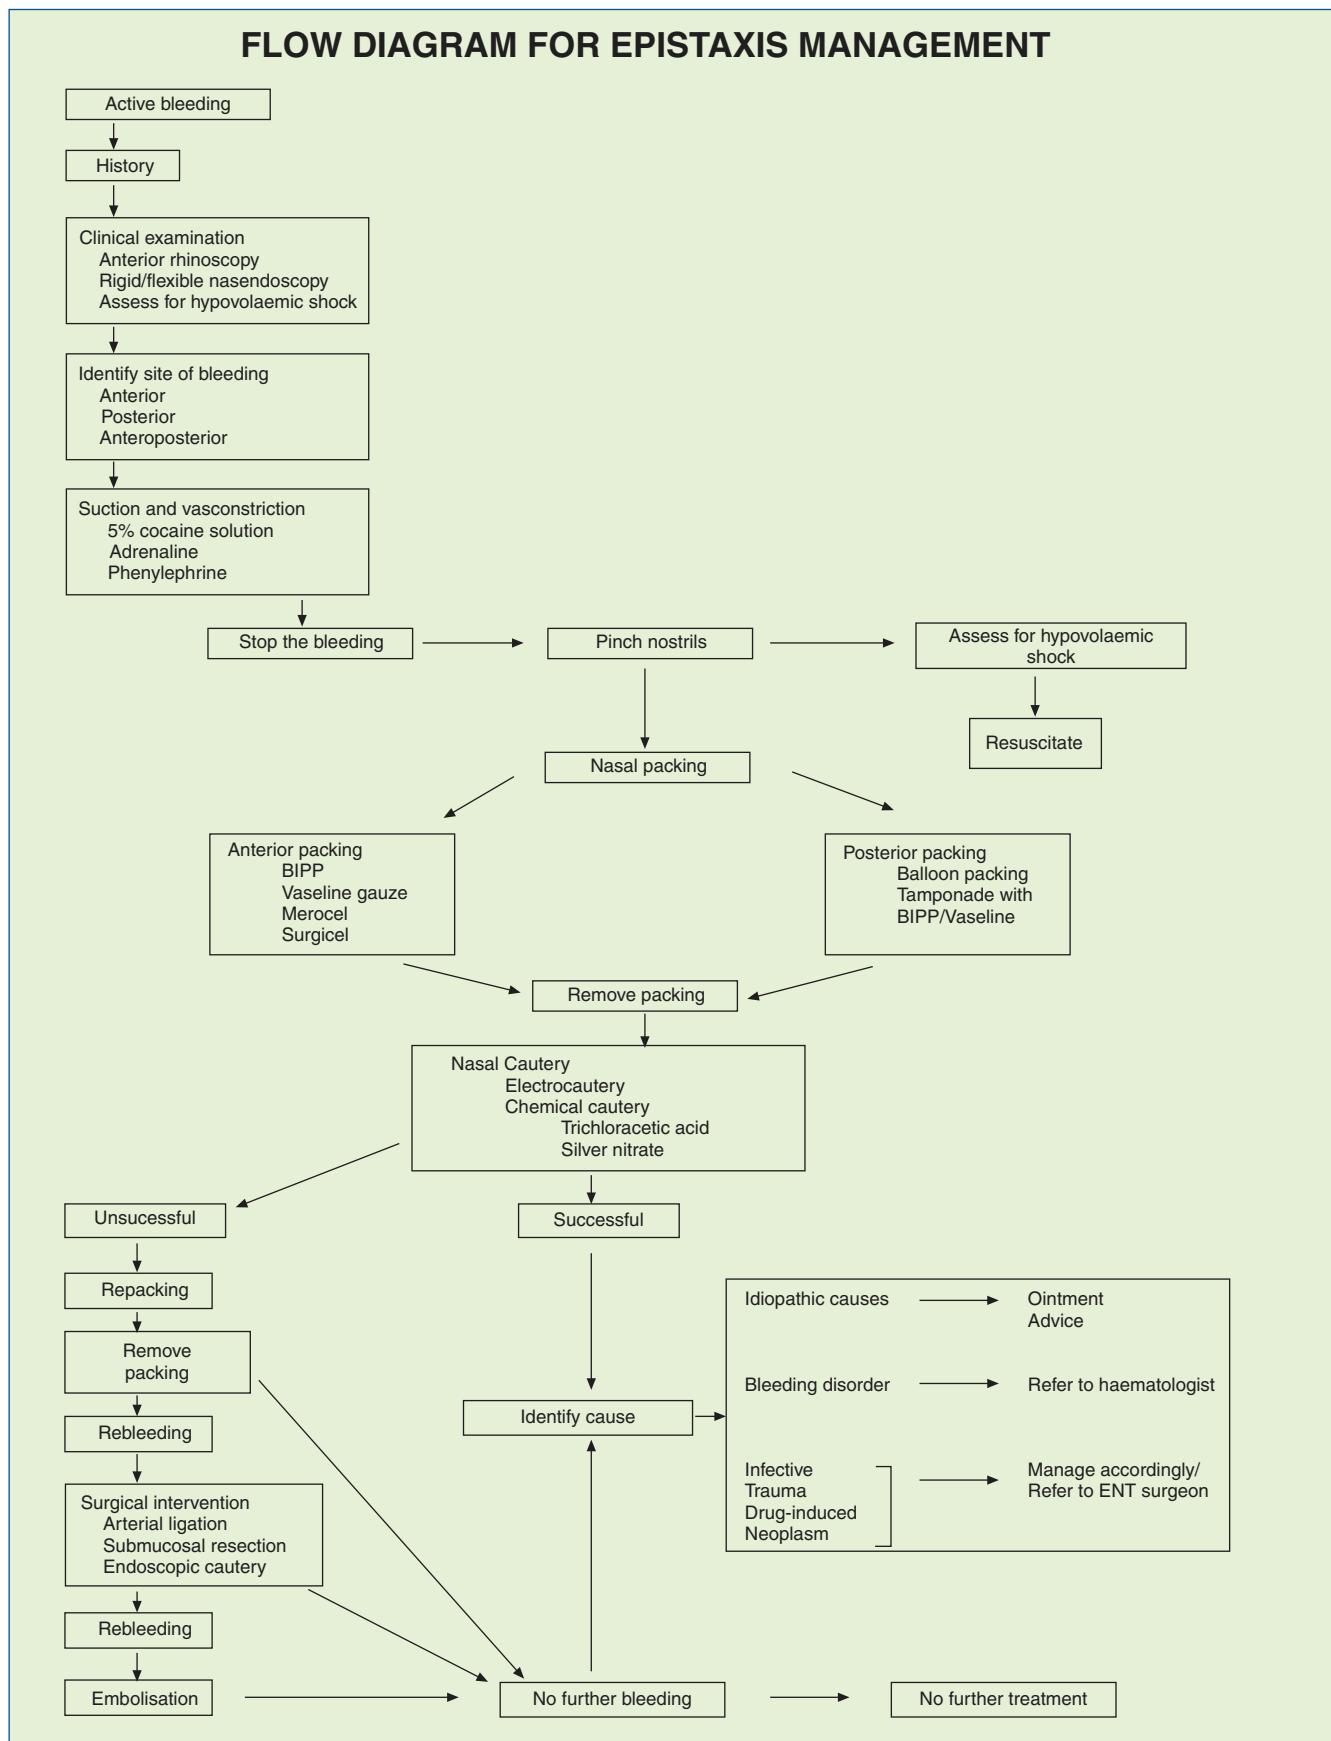 FLOW DIAGRAM FOR EPISTAXIS MANAGEMENT
Active bleeding
History
Clinical examination
Anterior rhinoscopy
Rigid/flexible nasendoscopy
Assess for hypovolaemic shock
Identify site of bleeding
Anterior
Posterior
Anteroposterior
Suction and vasconstriction
5% cocaine solution
Adrenaline
Phenylephrine
Stop the bleeding
Pinch nostrils
Assess for hypovolaemic
shock
Resuscitate
Nasal packing
Anterior packing
BIPP
Vaseline gauze
Merocel
Surgicel
Posterior packing
Balloon packing
Tamponade with
BIPP/Vaseline
Remove packing
Nasal Cautery
Electrocautery
Chemical cautery
Trichloracetic acid
Silver nitrate
Unsucessful
Successful
Repacking
Remove
packing
Rebleeding
Surgical intervention
Arterial ligation
Submucosal resection
Endoscopic cautery
Rebleeding
Embolisation
Identify cause
Idiopathic causes
Ointment
Advice
Bleeding disorder
Refer to haematologist
Infective
Trauma
Drug-induced
Neoplasm
Manage accordingly/
Refer to ENT surgeon
No further bleeding
No further treatment